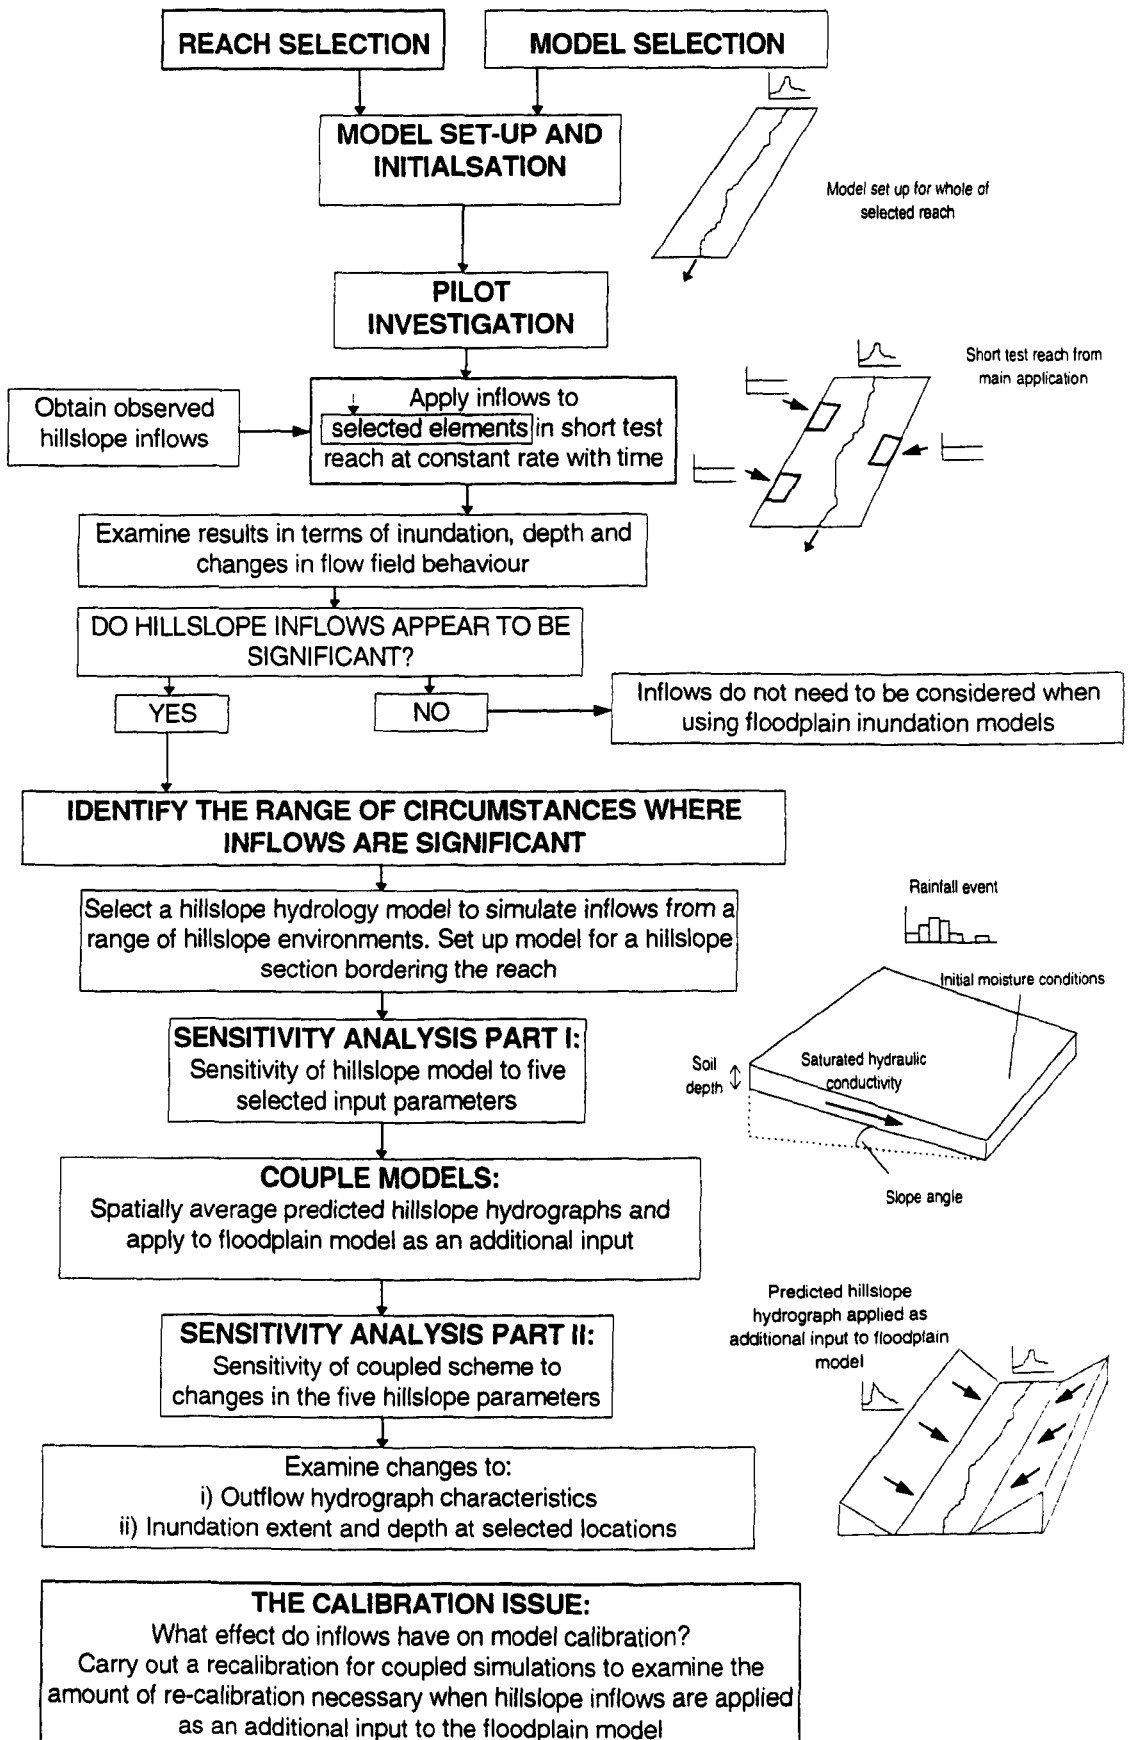 REACH SELECTION
MODEL SELECTION
MODEL SET-UP AND
INITIALSATION
Model set up for whole of
selected reach
PILOT
INVESTIGATION
Short test reach from
main application
Obtain observed
hillslope inflows
Apply inflows to
selected elements in short test
reach at constant rate with time
Examine results in terms of inundation, depth and
changes in flow field behaviour
DO HILLSLOPE INFLOWS APPEAR TO BE
SIGNIFICANT?
YES
NO
Inflows do not need to be considered when
using floodplain inundation models
IDENTIFY THE RANGE OF CIRCUMSTANCES WHERE
INFLOWS ARE SIGNIFICANT
Select a hillslope hydrology model to simulate inflows from a
range of hillslope environments. Set up model for a hillslope
section bordering the reach
Rainfall event
Initial moisture conditions
Soil
depth
Saturated hydraulic
conductivity
Slope angle
SENSITIVITY ANALYSIS PART I:
Sensitivity of hillslope model to five
selected input parameters
COUPLE MODELS:
Spatially average predicted hillslope hydrographs and
apply to floodplain model as an additional input
Predicted hillslope
hydrograph applied as
additional input to floodplain
model
SENSITIVITY ANALYSIS PART II:
Sensitivity of coupled scheme to
changes in the five hillslope parameters
Examine changes to:
i) Outflow hydrograph characteristics
ii) Inundation extent and depth at selected locations
THE CALIBRATION ISSUE:
What effect do inflows have on model calibration?
Carry out a recalibration for coupled simulations to examine the
amount of re-calibration necessary when hillslope inflows are applied
as an additional input to the floodplain model